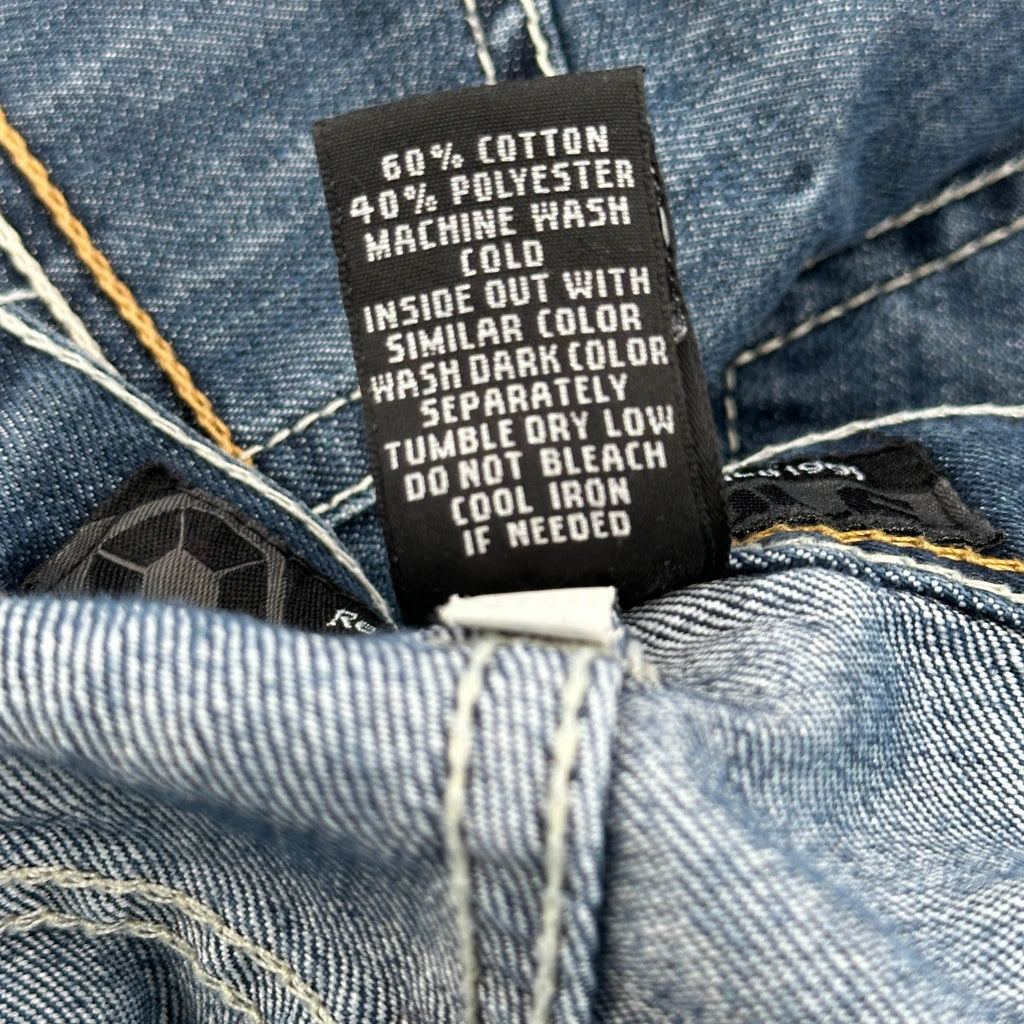 60% COTTON
40% POLYESTER
MACHINE WASH
COLD
INSIDE OUT WITH
SIMILAR COLOR
WASH DARK COLOR
SEPARATELY
TUMBLE DRY LOW
DO NOT BLEACH
COOL IRON
IF NEEDED